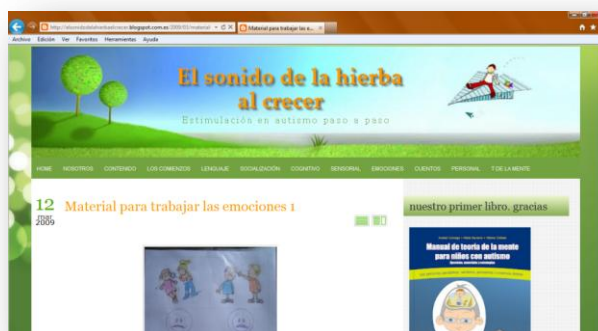 http://elsonidodelahierbaelcrecer.blogspot.com.es/2009/03/material
Material para trabajar las e...
Archivo Edición Ver Favoritos Herramientas Ayuda
El sonido de la hierba
al crecer
Estimulación en autismo paso a paso
HOME NOSOTROS CONTENIDO LOS COMIENZOS LENGUAJE SOCIALIZACIÓN COGNITIVO SENSORIAL EMOCIONES CUENTOS PERSONAL T.DE LA MENTE
12
mar
2009
Material para trabajar las emociones 1
nuestro primer libro. gracias
Manual de teoría de la mente
para niños con autismo